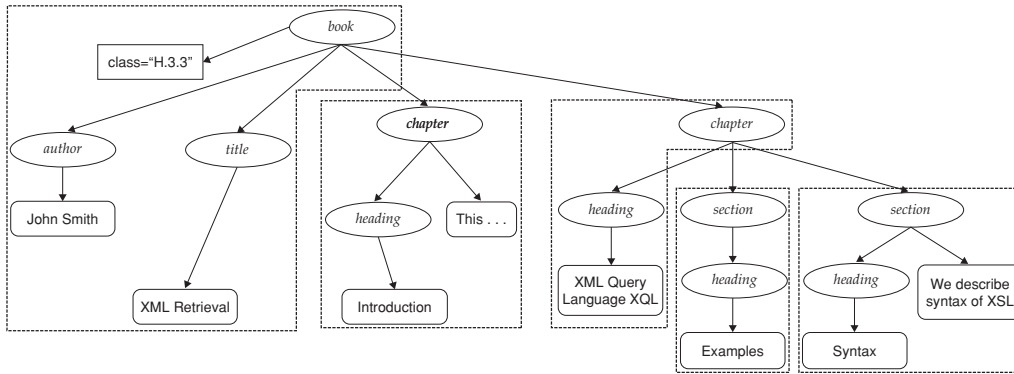 book
class="H.3.3"
chapter
chapter
author
title
John Smith
heading
This . . .
heading
section
section
XML Query
Language XQL
heading
heading
We describe
syntax of XSL
XML Retrieval
Introduction
Examples
Syntax